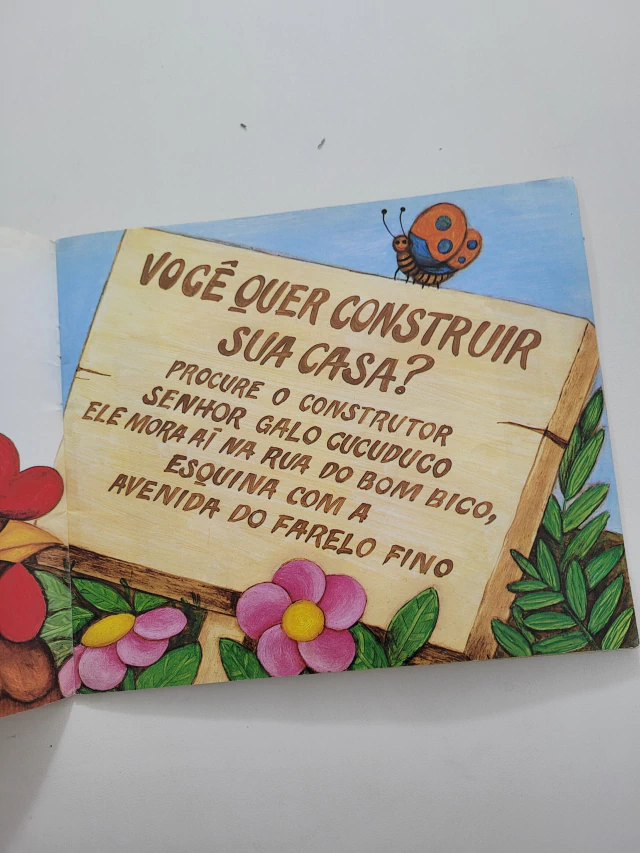 VOCÊ QUER CONSTRUIR
SUA CASA?
PROCURE O CONSTRUTOR
SENHOR GALO CUCUDUCO
ELE MORA AÍ NA RUA DO BOM BICO,
ESQUINA COM A
AVENIDA DO FARELO FINO